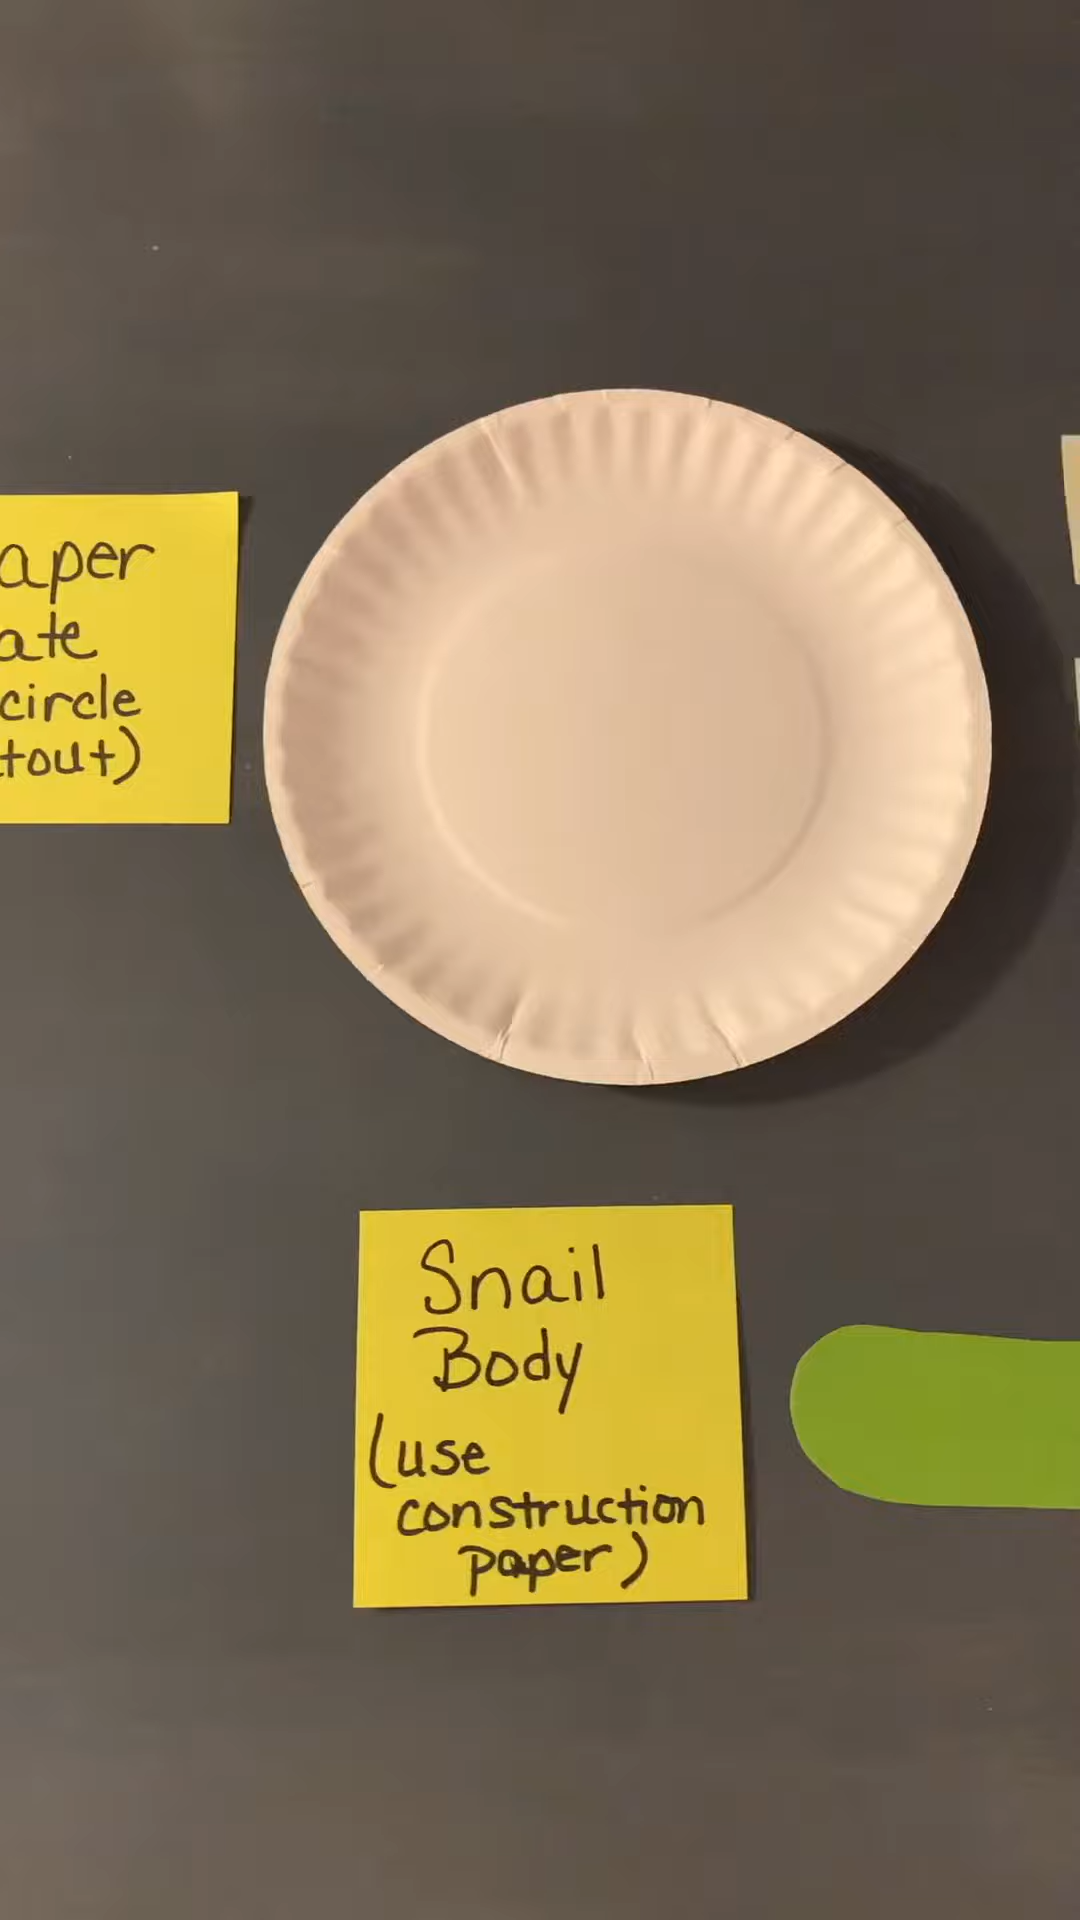 aper
ate
circle
tout)
Snail
Body
(use
construction
paper)